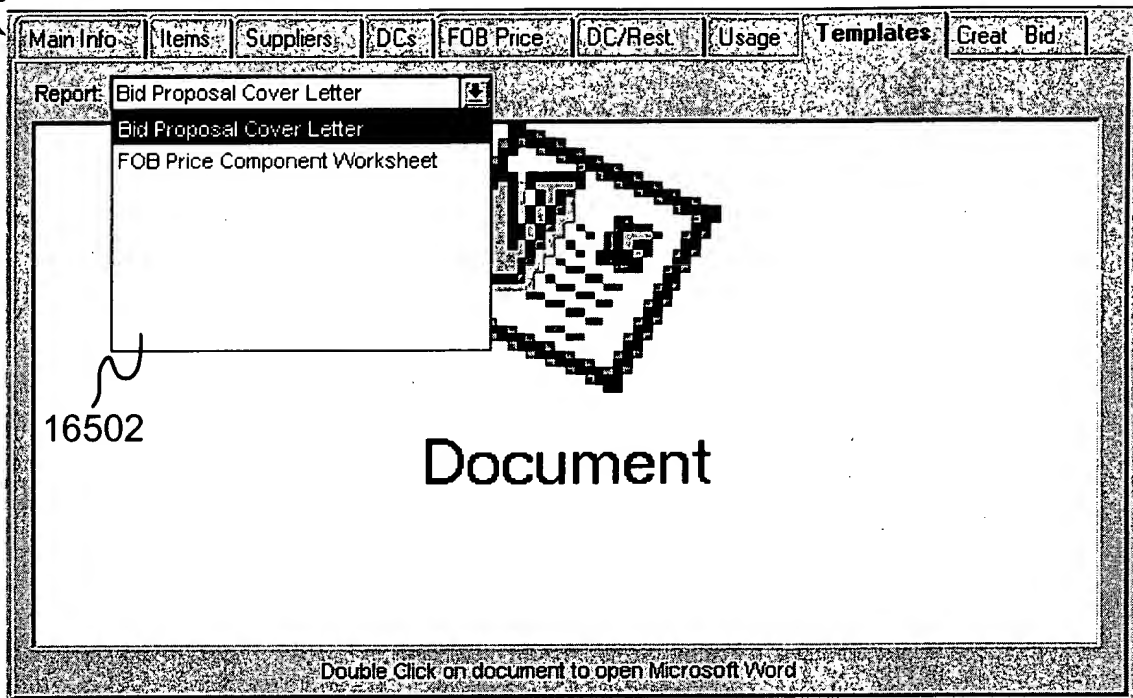 Main Info Items Suppliers DCs FOB Price DC/Rest. Usage Templates Creat Bid
Report: Bid Proposal Cover Letter
Bid Proposal Cover Letter
FOB Price Component Worksheet
16502
Document
Double Click on document to open Microsoft Word